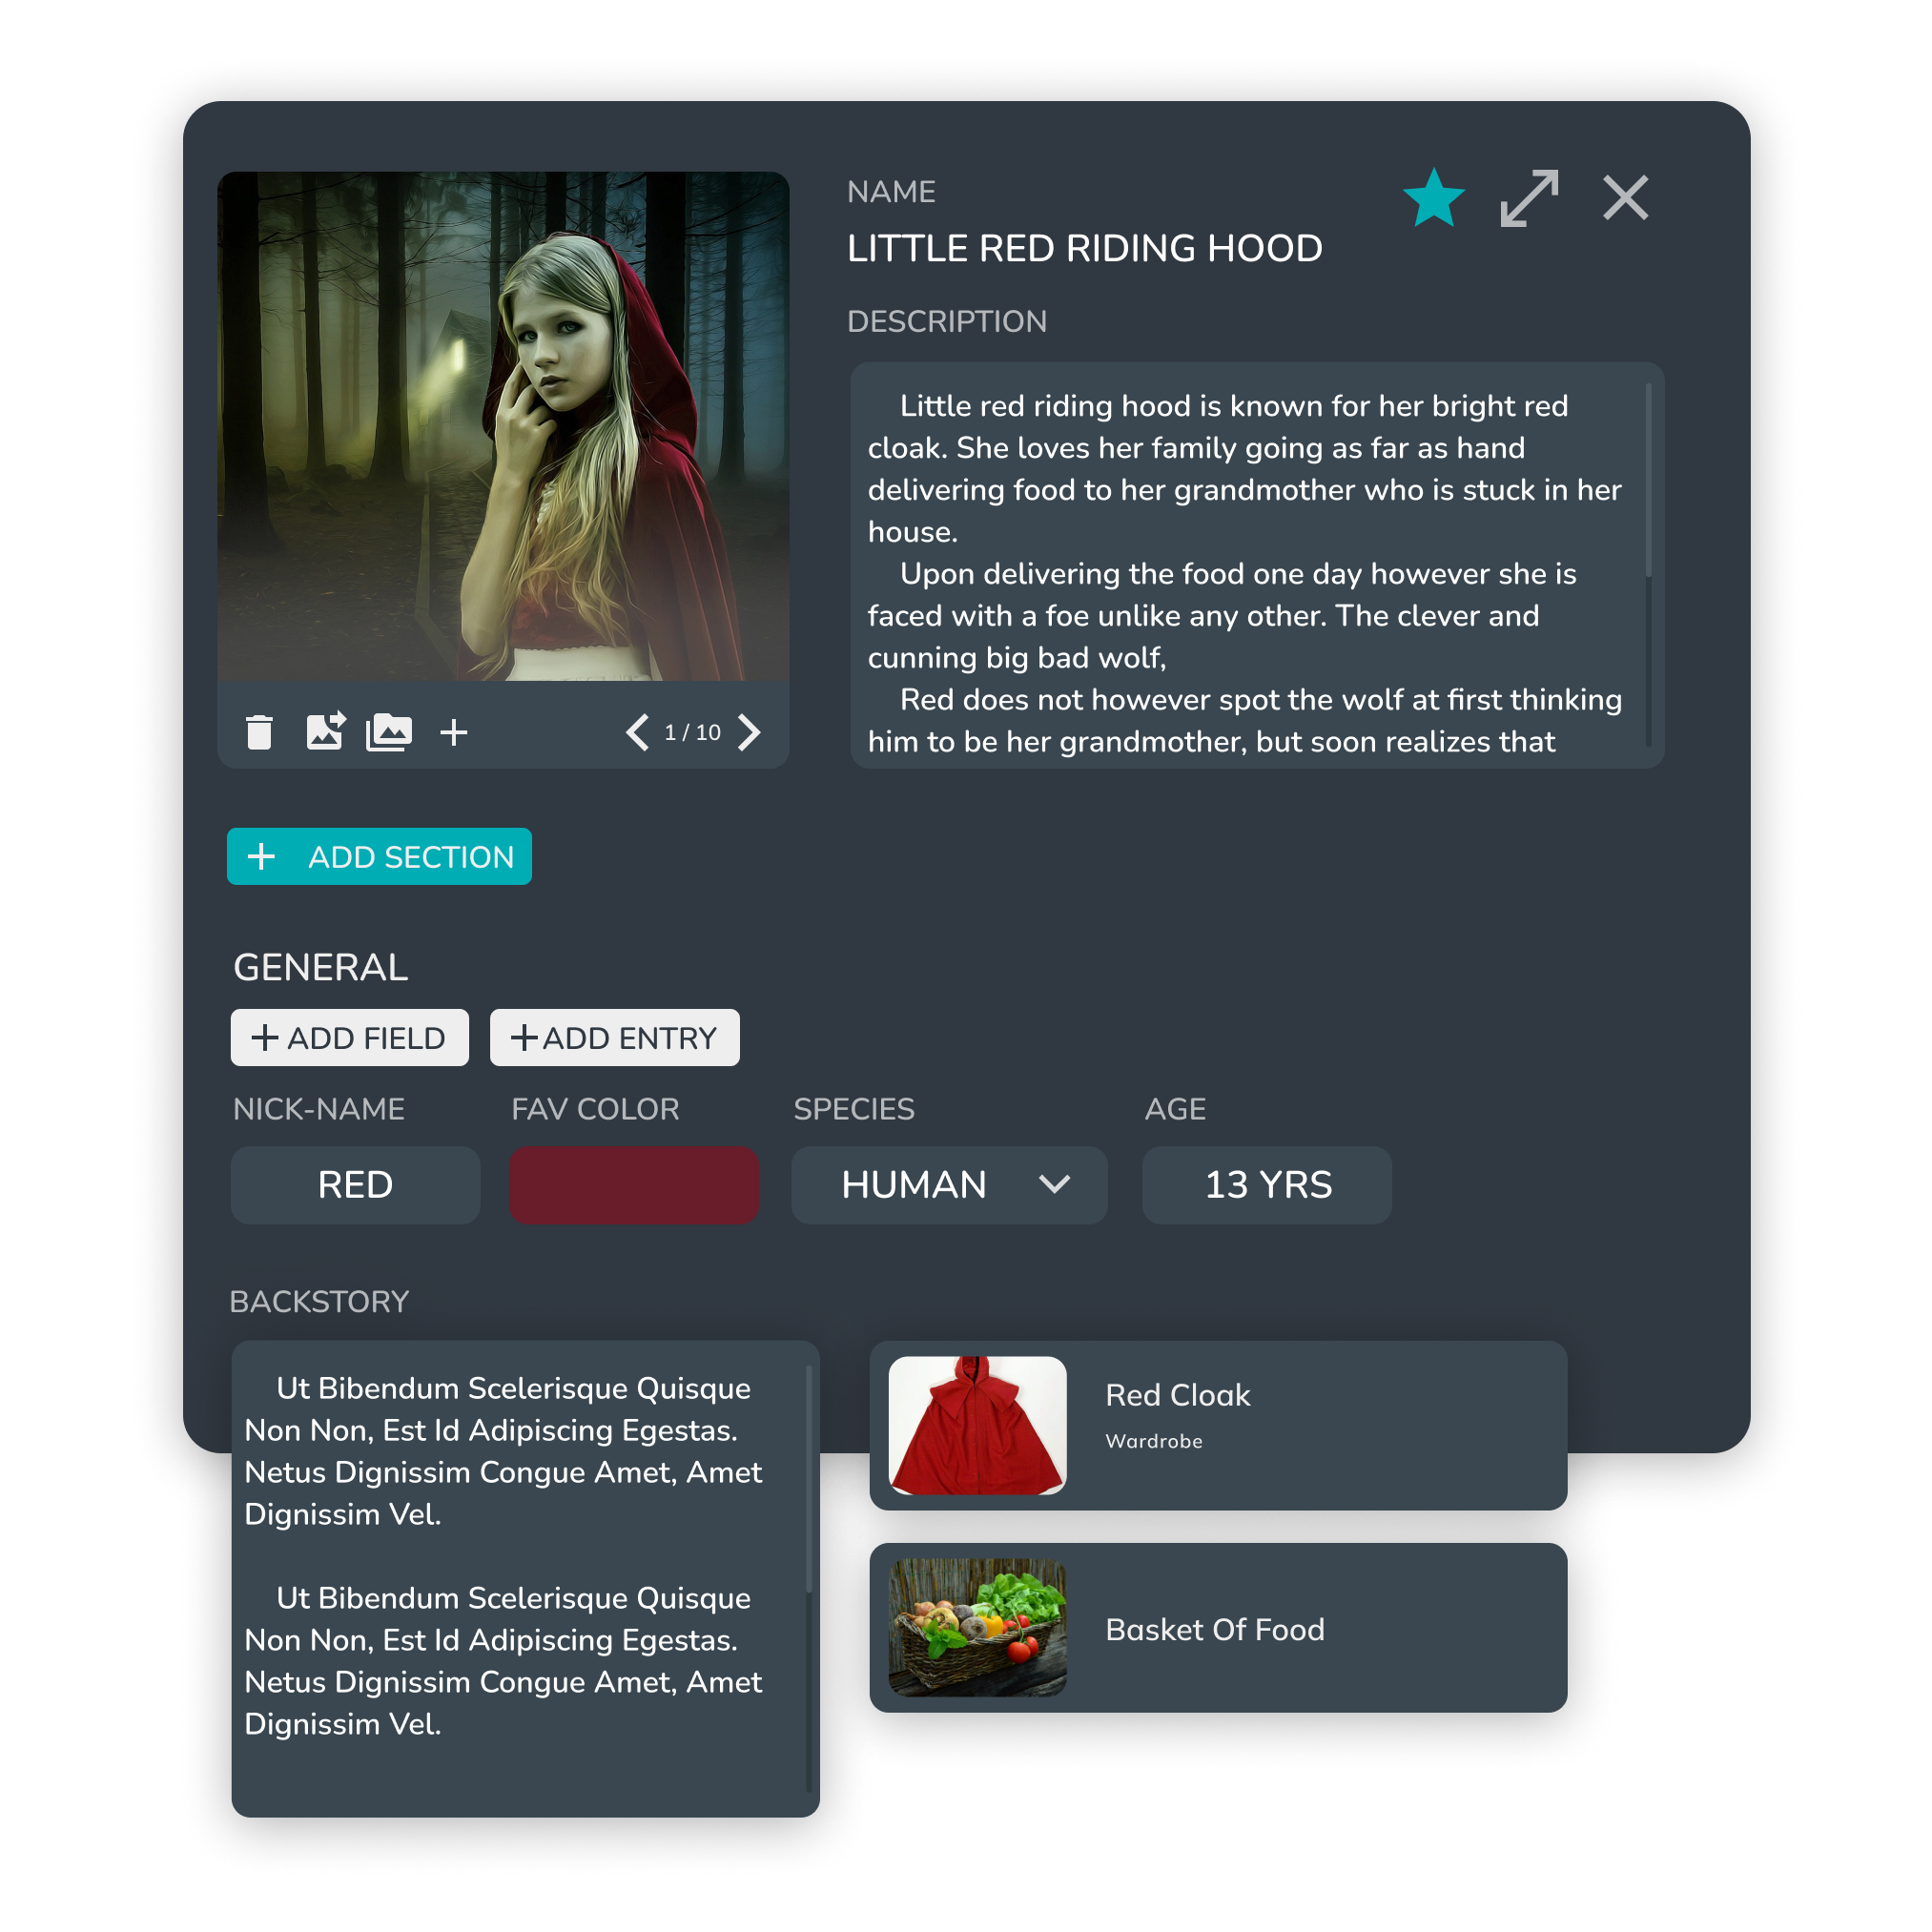 NAME
LITTLE RED RIDING HOOD
DESCRIPTION
Little red riding hood is known for her bright red
cloak. She loves her family going as far as hand
delivering food to her grandmother who is stuck in her
house.
Upon delivering the food one day however she is
faced with a foe unlike any other. The clever and
cunning big bad wolf,
Red does not however spot the wolf at first thinking
him to be her grandmother, but soon realizes that
1 / 10
+ ADD SECTION
GENERAL
+ ADD FIELD
+ ADD ENTRY
NICK-NAME
RED
FAV COLOR
SPECIES
HUMAN
AGE
13 YRS
BACKSTORY
Ut Bibendum Scelerisque Quisque
Non Non, Est Id Adipiscing Egestas.
Netus Dignissim Congue Amet, Amet
Dignissim Vel.
Ut Bibendum Scelerisque Quisque
Non Non, Est Id Adipiscing Egestas.
Netus Dignissim Congue Amet, Amet
Dignissim Vel.
Red Cloak
Wardrobe
Basket Of Food